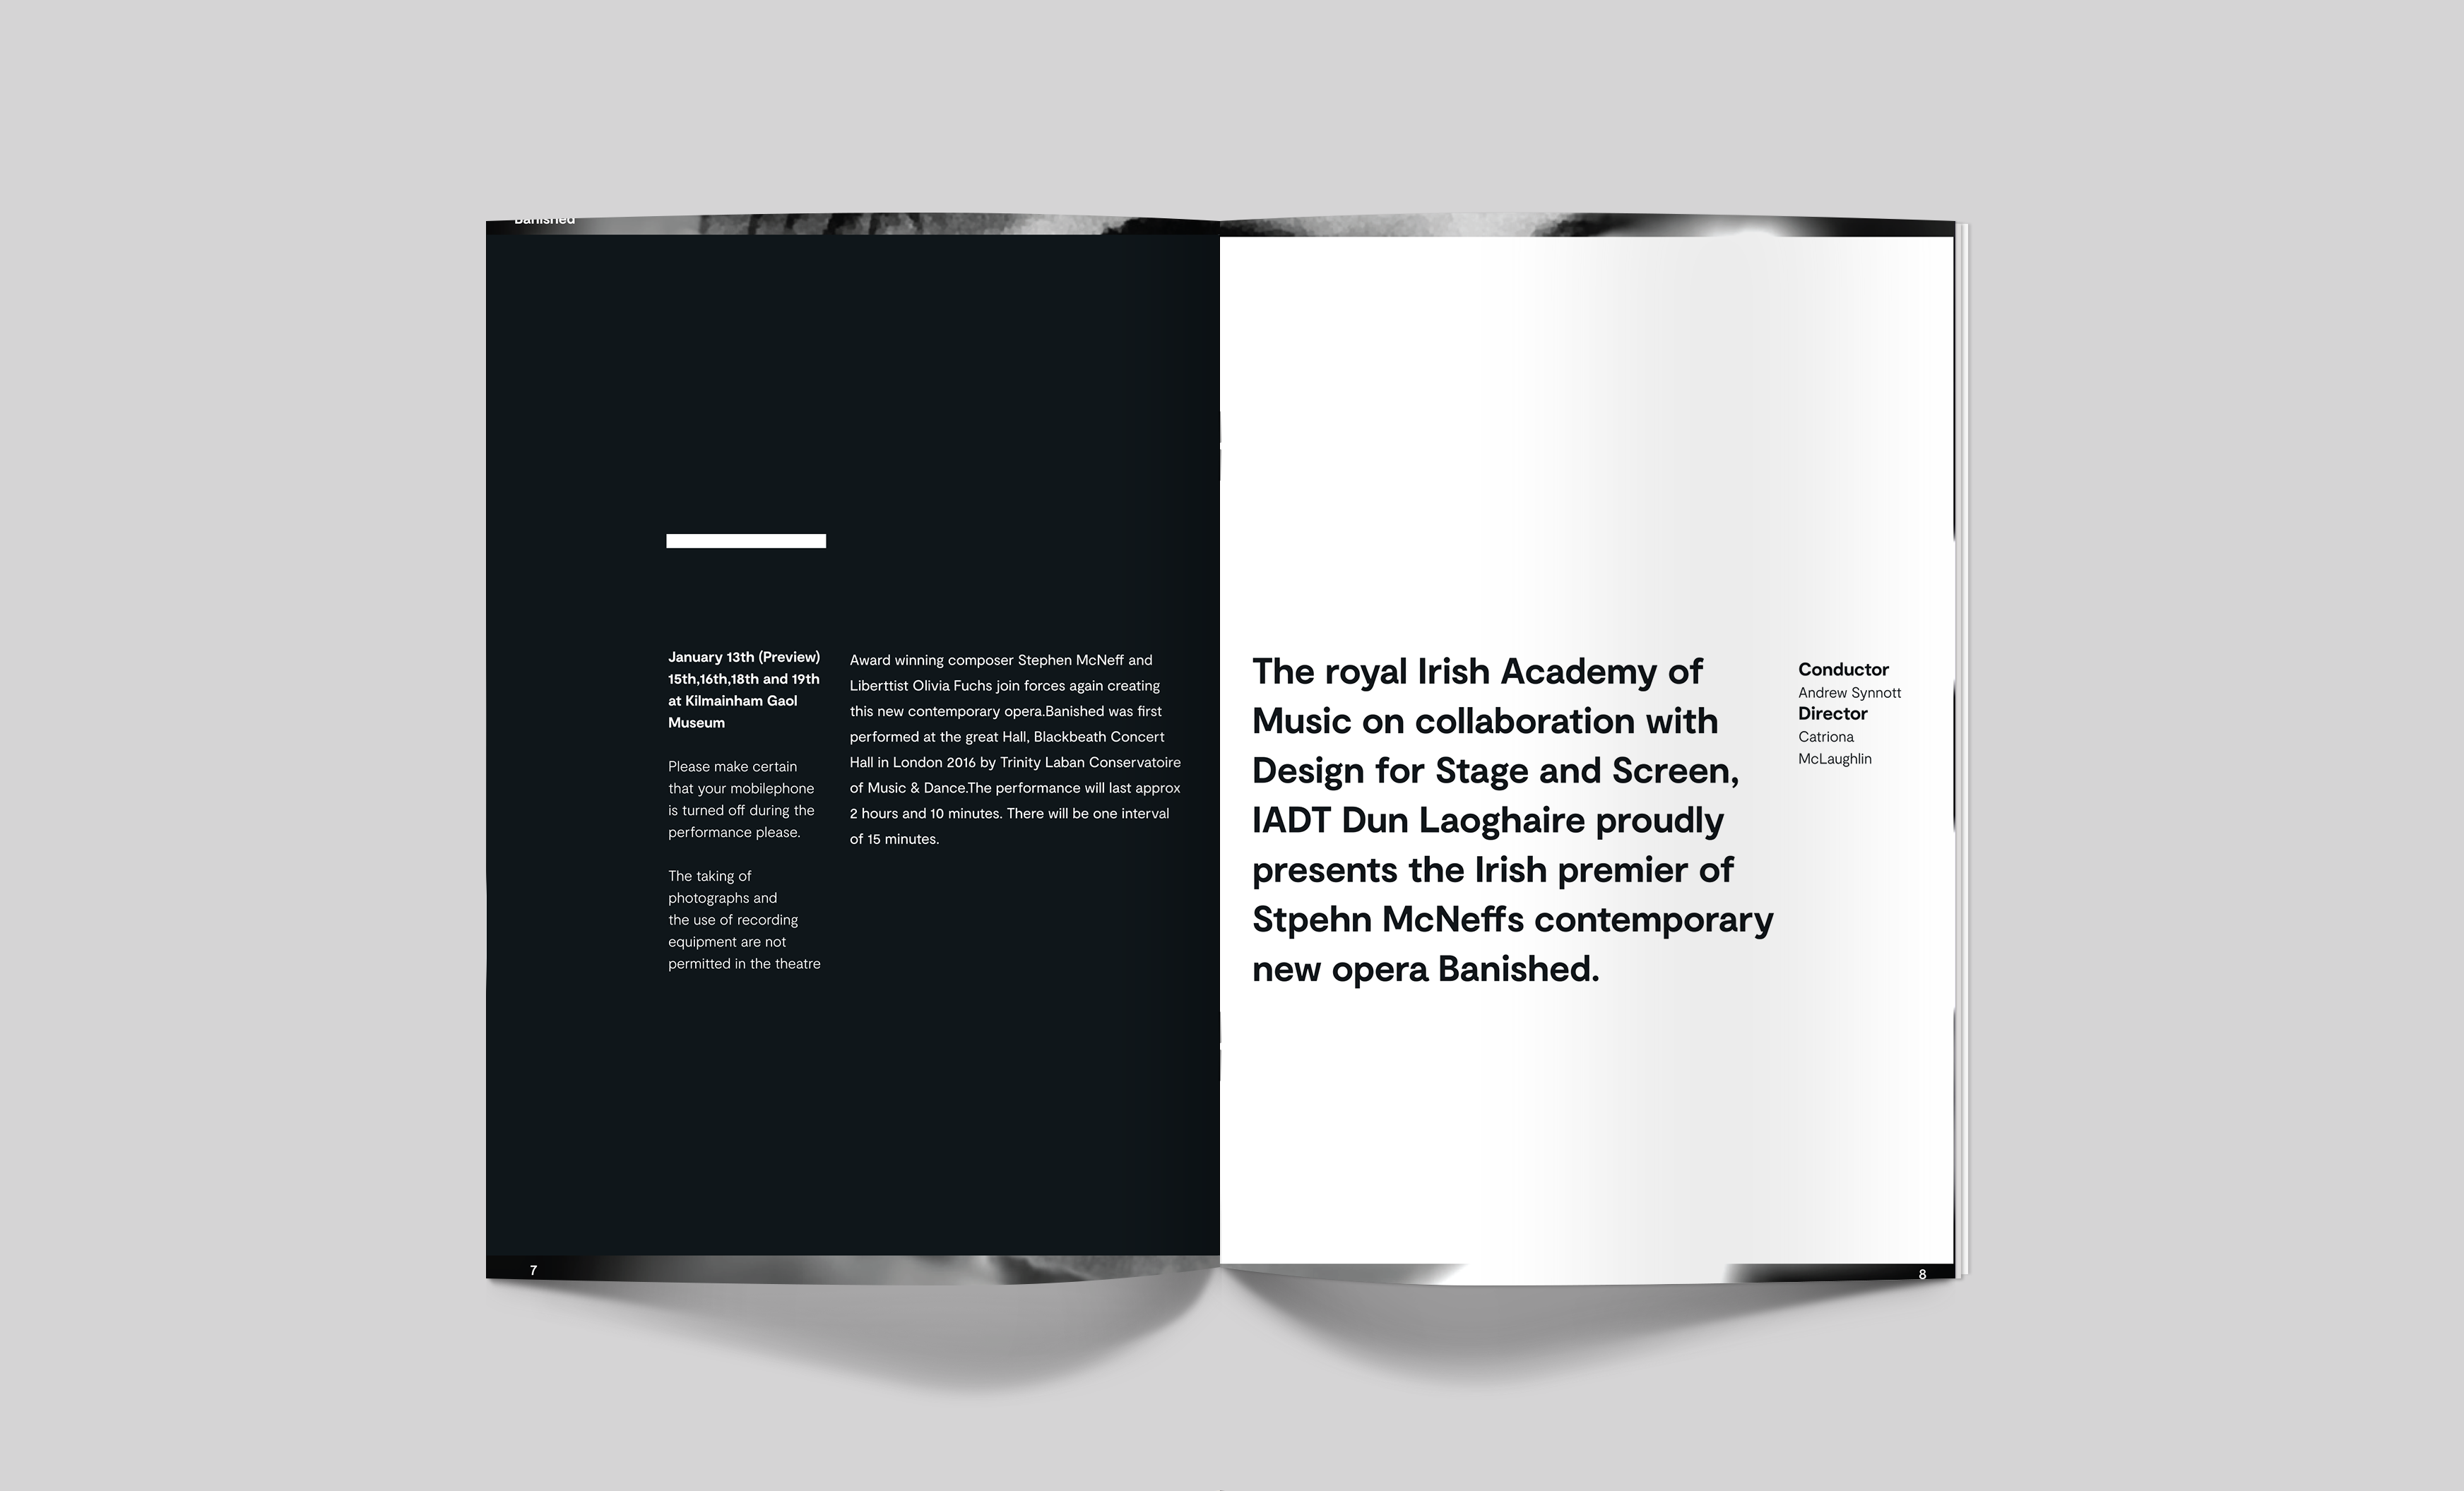 Banished
January 13th (Preview)
15th,16th,18th and 19th
at Kilmainham Gaol
Museum
Please make certain
that your mobilephone
is turned off during the
performance please.
The taking of
photographs and
the use of recording
equipment are not
permitted in the theatre
Award winning composer Stephen McNeff and
Liberttist Olivia Fuchs join forces again creating
this new contemporary opera.Banished was first
performed at the great Hall, Blackbeath Concert
Hall in London 2016 by Trinity Laban Conservatoire
of Music & Dance.The performance will last approx
2 hours and 10 minutes. There will be one interval
of 15 minutes.
7
The royal Irish Academy of
Music on collaboration with
Design for Stage and Screen,
IADT Dun Laoghaire proudly
presents the Irish premier of
Stpehn McNeffs contemporary
new opera Banished.
Conductor
Andrew Synnott
Director
Catriona
McLaughlin
8